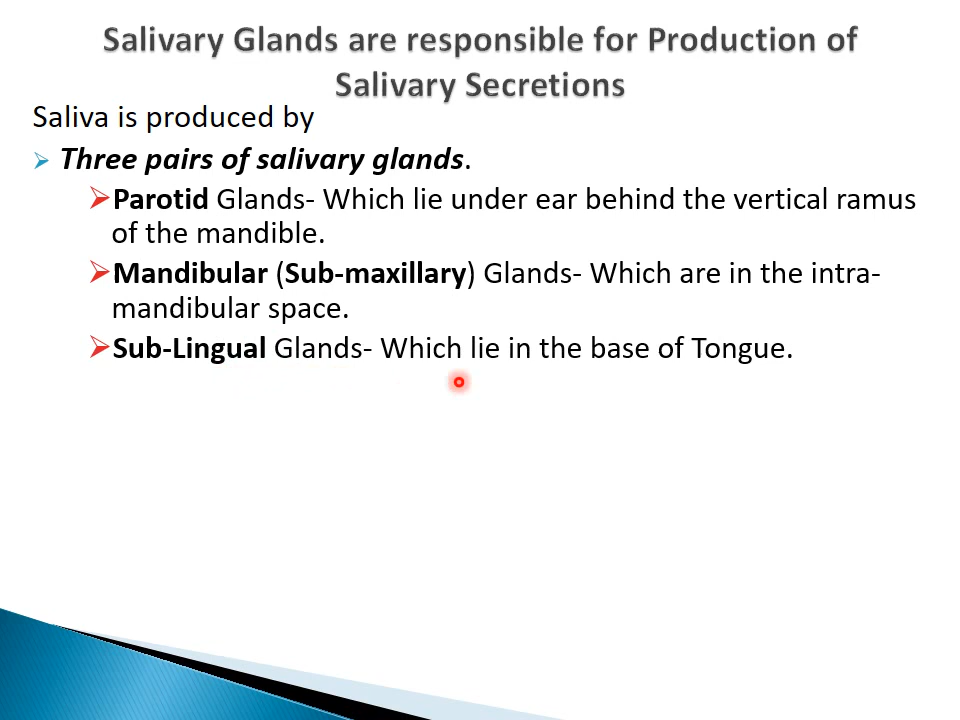 Salivary Glands are responsible for Production of
Salivary Secretions
Saliva is produced by
Three pairs of salivary glands.
Parotid Glands- Which lie under ear behind the vertical ramus
of the mandible.
Mandibular (Sub-maxillary) Glands- Which are in the intra-
mandibular space.
Sub-Lingual Glands- Which lie in the base of Tongue.